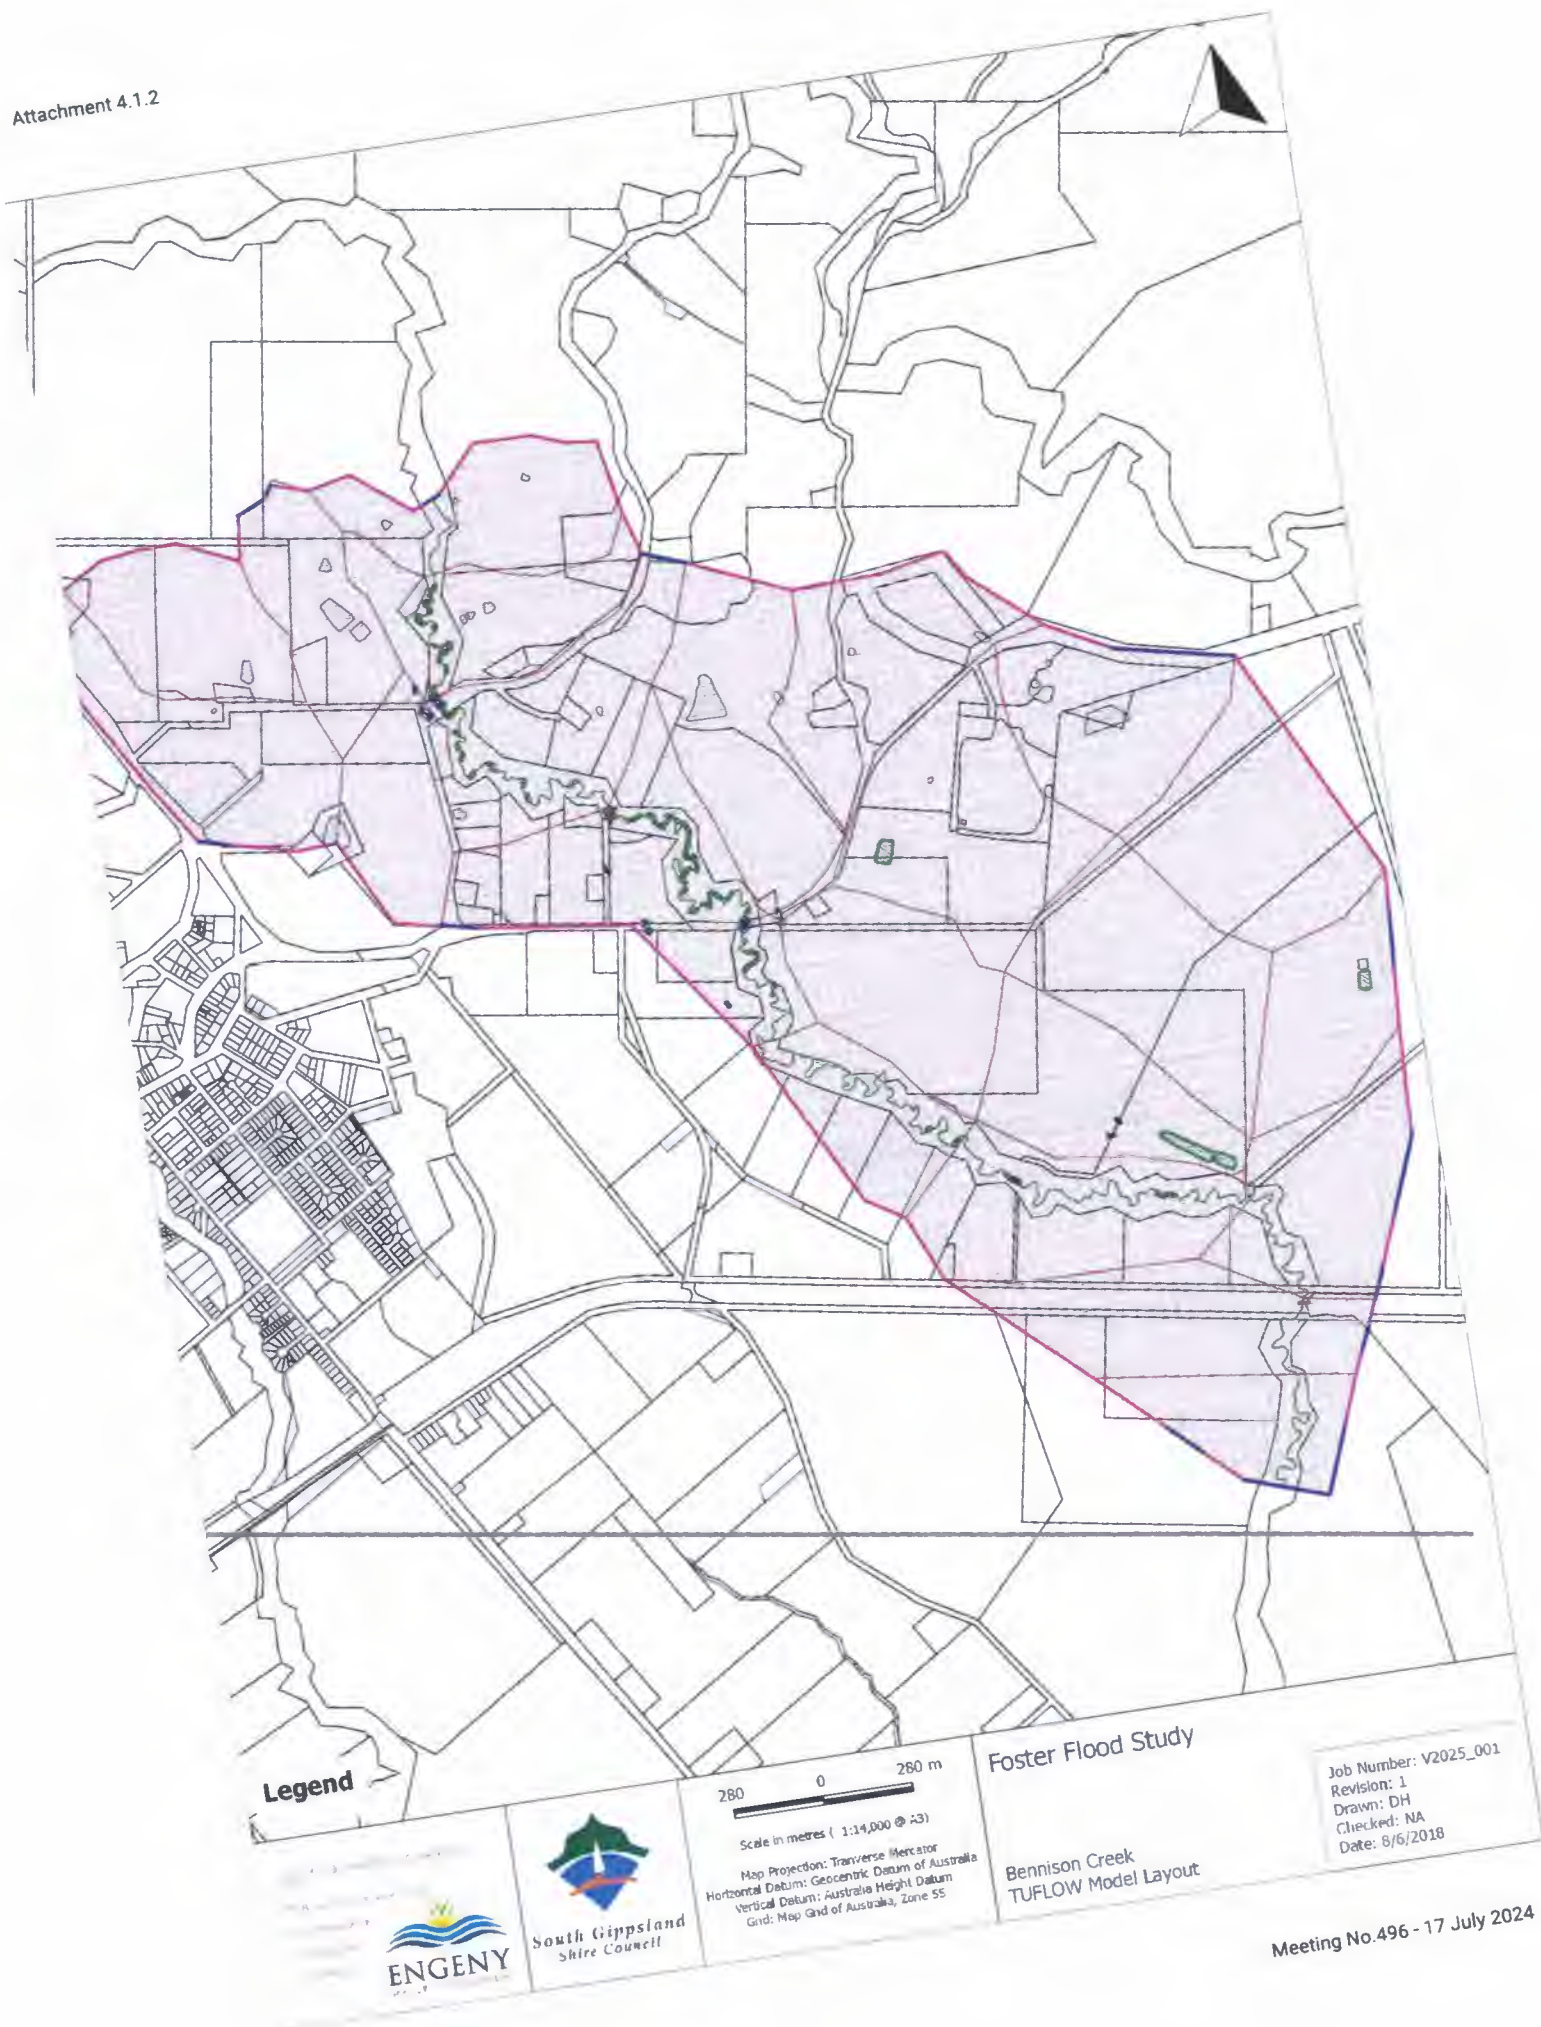 Attachment 4.1.2
Legend
ENGENY
South Gippsland
Shire Council
280 0 280 m
Scale in metres ( 1:14,000 @ A3)
Map Projection: Tranverse Mercator
Horizontal Datum: Geocentric Datum of Australia
Vertical Datum: Australia Height Datum
Grid: Map Grid of Australia, Zone 55
Foster Flood Study
Bennison Creek
TUFLOW Model Layout
Job Number: V2025_001
Revision: 1
Drawn: DH
Checked: NA
Date: 8/6/2018
Meeting No.496 - 17 July 2024